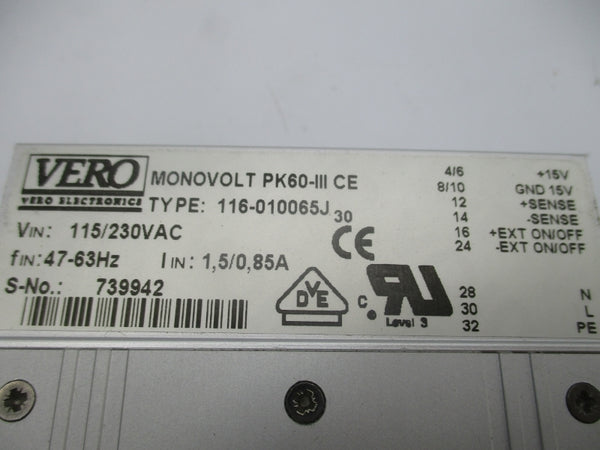 VERO
VERO ELECTRONICS
MONOVOLT PK60-III CE
TYPE: 116-010065J
30
VIN: 115/230VAC
fIN: 47-63Hz I IN: 1,5/0,85A
S-No.: 739942
CE
DVE
c RU
Level 3
4/6 +15V
8/10 GND 15V
12 +SENSE
14 -SENSE
16 +EXT ON/OFF
24 -EXT ON/OFF
28 N
30 L
32 PE